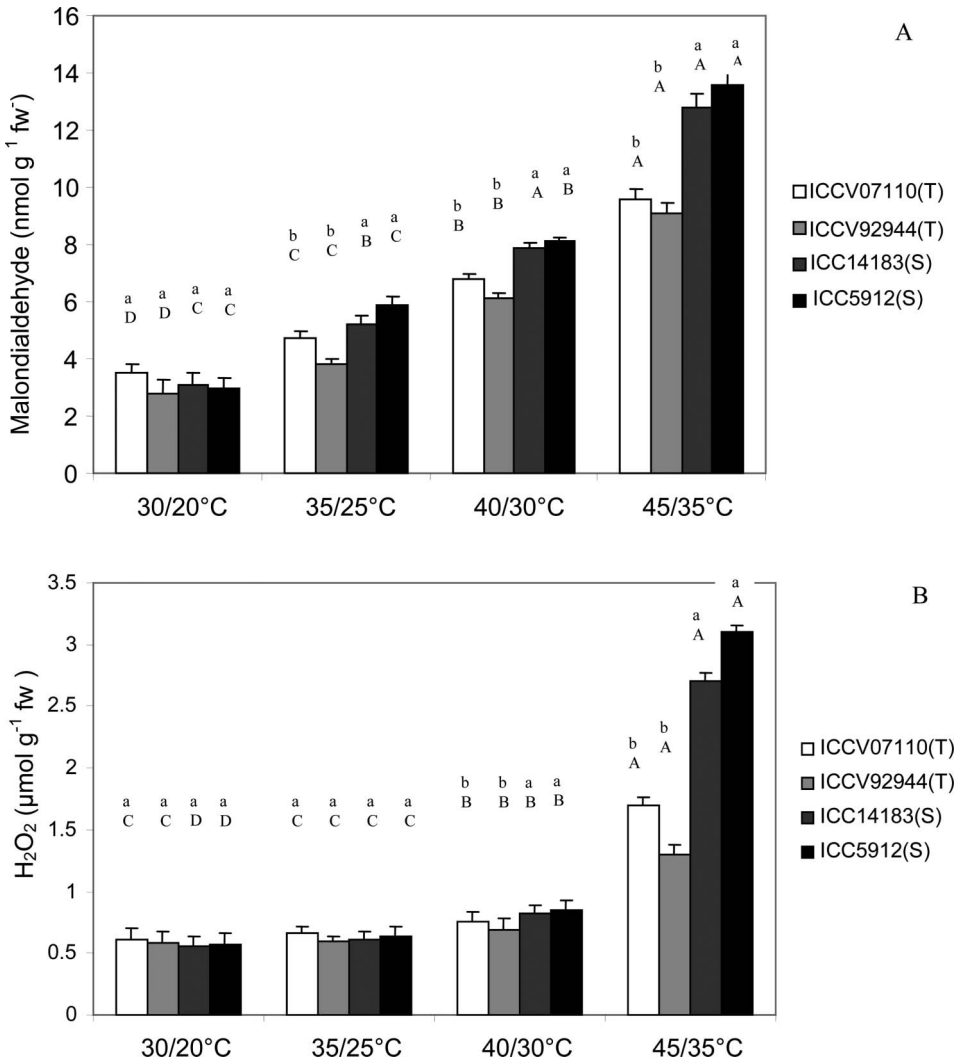 A
Malondialdehyde (nmol g 1 fw-)
16
14
12
10
8
6
4
2
0
a a a a
D D C C
b b a a
C C B C
b b a a
B B A B
b b a a
A A A A
30/20°C 35/25°C 40/30°C 45/35°C
ICCV07110(T)
ICCV92944(T)
ICC14183(S)
ICC5912(S)
B
H2O2 (µmol g-1 fw )
3.5
3
2.5
2
1.5
1
0.5
0
a a a a
C C D D
a a a a
C C C C
b b a a
B B B B
b b a a
A A A A
30/20°C 35/25°C 40/30°C 45/35°C
ICCV07110(T)
ICCV92944(T)
ICC14183(S)
ICC5912(S)